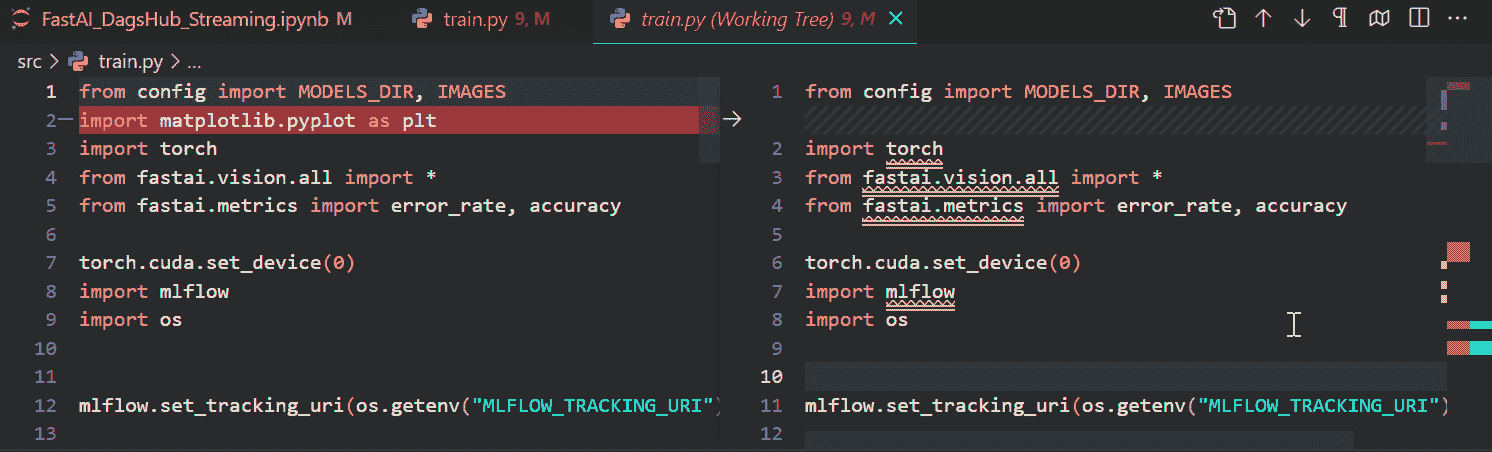 FastAI_DagsHub_Streaming.ipynb M train.py 9, M train.py (Working Tree) 9, M
src > train.py > ...
1 from config import MODELS_DIR, IMAGES
2 import matplotlib.pyplot as plt
3 import torch
4 from fastai.vision.all import *
5 from fastai.metrics import error_rate, accuracy
6
7 torch.cuda.set_device(0)
8 import mlflow
9 import os
10
11
12 mlflow.set_tracking_uri(os.getenv("MLFLOW_TRACKING_URI")
13
1 from config import MODELS_DIR, IMAGES
2 import torch
3 from fastai.vision.all import *
4 from fastai.metrics import error_rate, accuracy
5
6 torch.cuda.set_device(0)
7 import mlflow
8 import os
9
10
11 mlflow.set_tracking_uri(os.getenv("MLFLOW_TRACKING_URI")
12